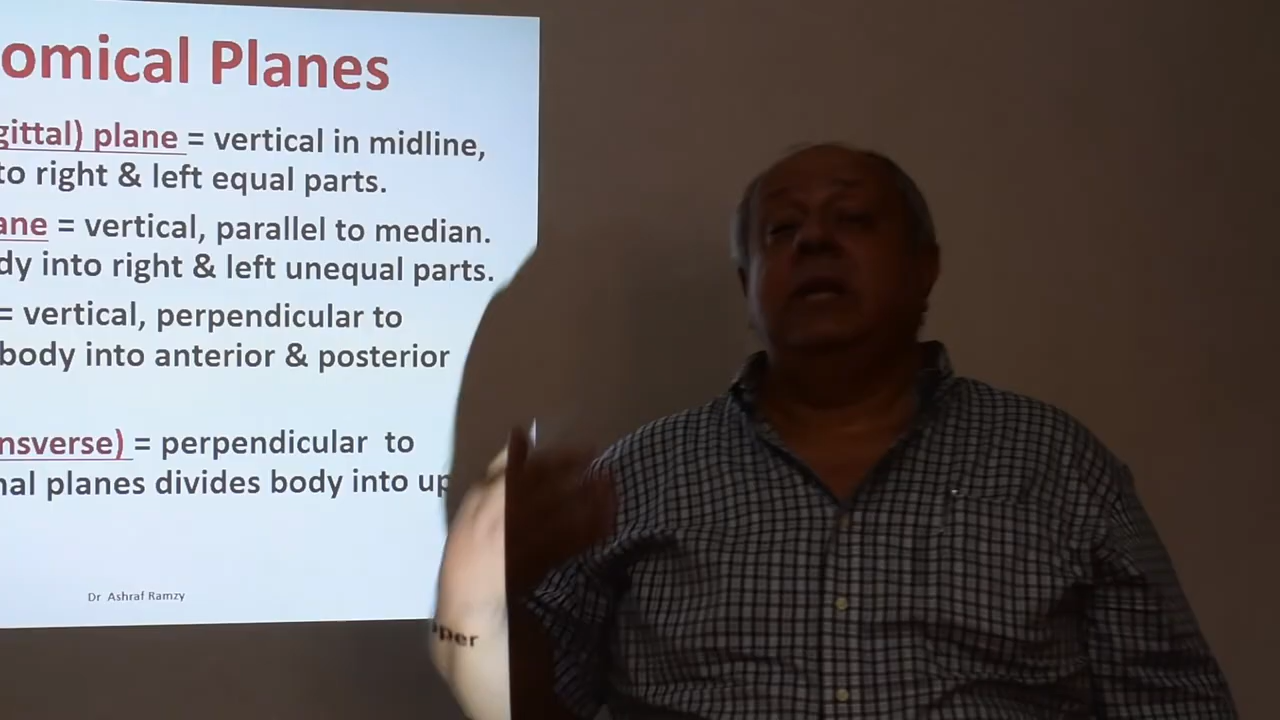 omical Planes
gittal) plane = vertical in midline,
to right & left equal parts.
ane = vertical, parallel to median.
dy into right & left unequal parts.
= vertical, perpendicular to
body into anterior & posterior
nsverse) = perpendicular to
nal planes divides body into up
pper
Dr Ashraf Ramzy